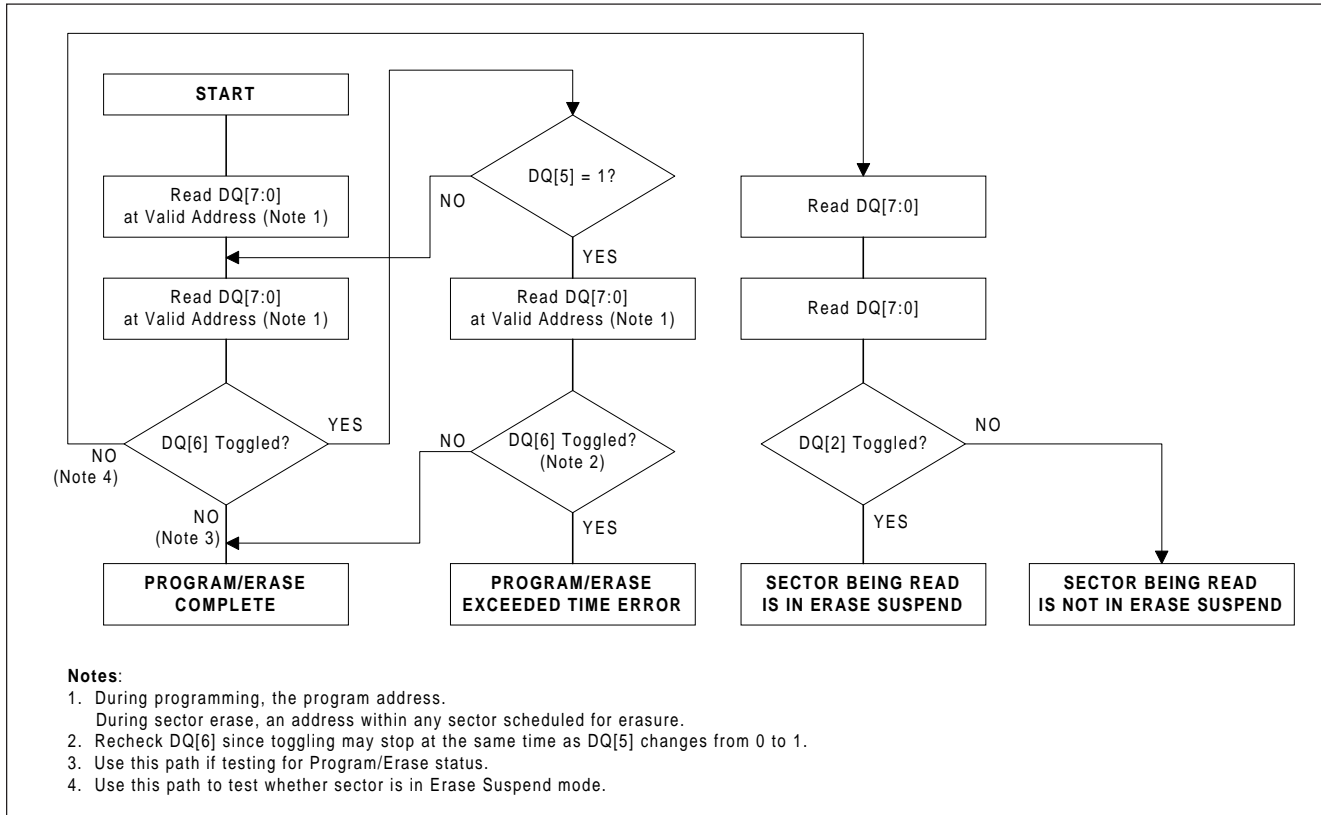 START
Read DQ[7:0]
at Valid Address (Note 1)
Read DQ[7:0]
at Valid Address (Note 1)
DQ[6] Toggled?
YES
NO
(Note 4)
NO
(Note 3)
PROGRAM/ERASE
COMPLETE
DQ[5] = 1?
NO
YES
Read DQ[7:0]
at Valid Address (Note 1)
DQ[6] Toggled?
(Note 2)
NO
YES
PROGRAM/ERASE
EXCEEDED TIME ERROR
Read DQ[7:0]
Read DQ[7:0]
DQ[2] Toggled?
NO
YES
SECTOR BEING READ
IS IN ERASE SUSPEND
SECTOR BEING READ
IS NOT IN ERASE SUSPEND
Notes:
1. During programming, the program address.
During sector erase, an address within any sector scheduled for erasure.
2. Recheck DQ[6] since toggling may stop at the same time as DQ[5] changes from 0 to 1.
3. Use this path if testing for Program/Erase status.
4. Use this path to test whether sector is in Erase Suspend mode.